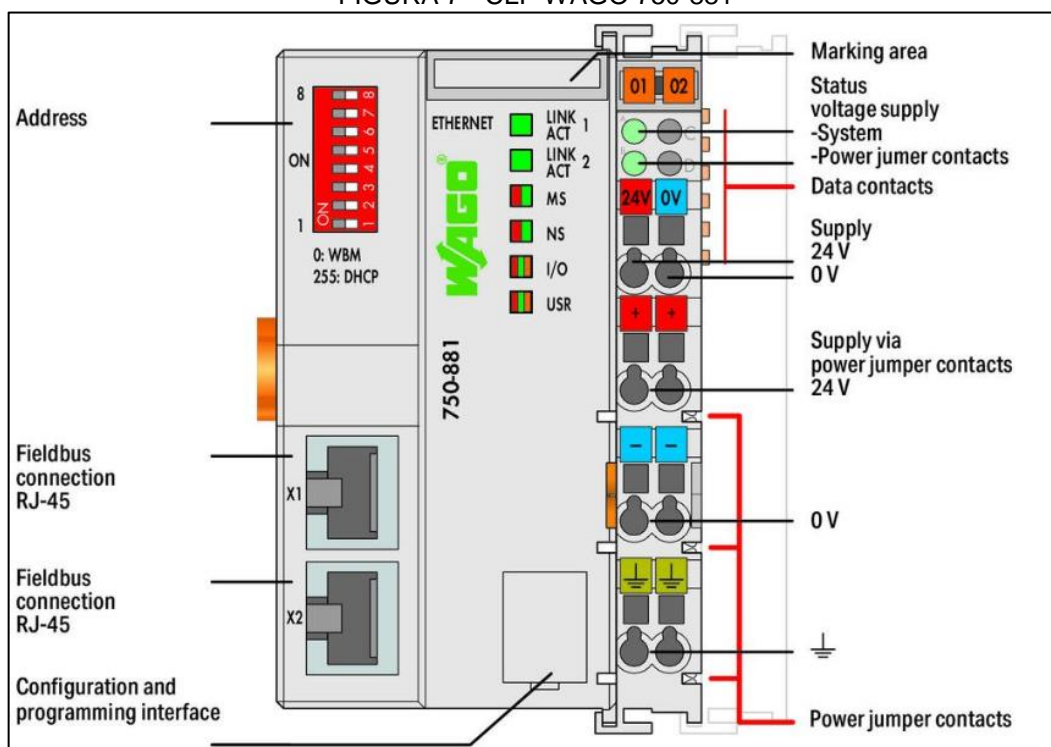 FIGURA 7 - CLP WAGO 750-881
Address
8
ON
1
8
7
6
5
4
3
2
1
ON
0: WBM
255: DHCP
ETHERNET
LINK
ACT 1
LINK
ACT 2
MS
NS
I/O
USR
WAGO
®
750-881
X1
X2
Fieldbus
connection
RJ-45
Fieldbus
connection
RJ-45
Configuration and
programming interface
01 02
A
C
B
D
24V 0V
+ +
− −
Marking area
Status
voltage supply
-System
-Power jumer contacts
Data contacts
Supply
24 V
0 V
Supply via
power jumper contacts
24 V
0 V
Power jumper contacts